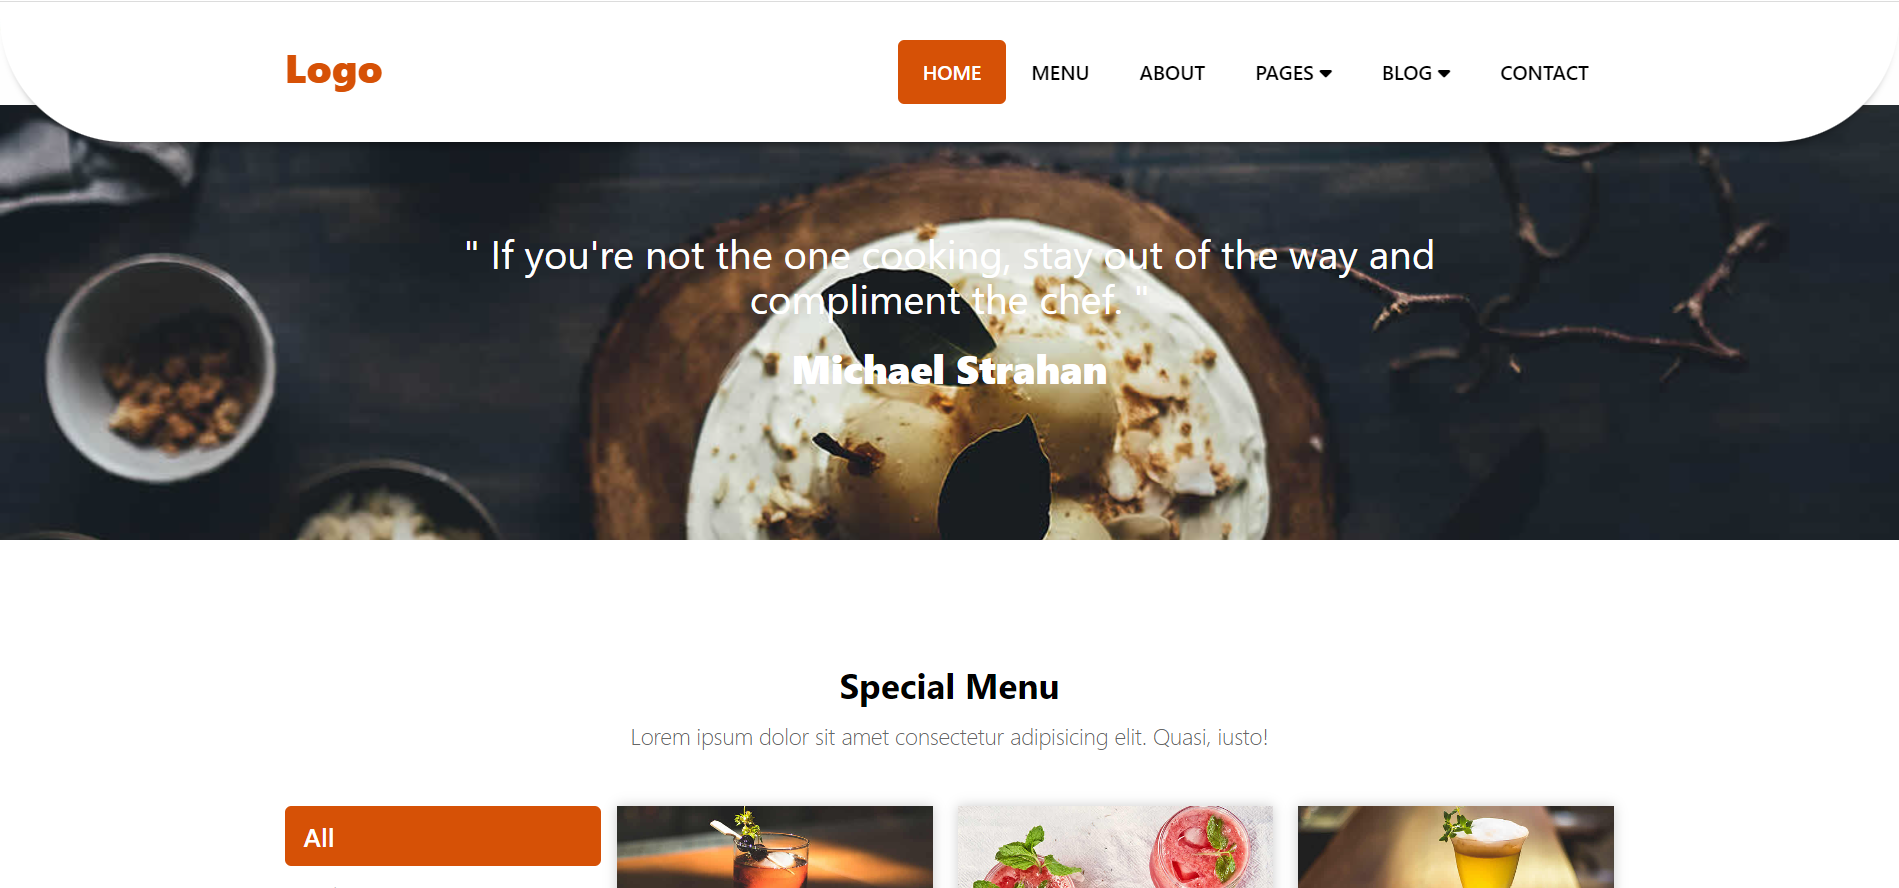 Logo
HOME MENU ABOUT PAGES BLOG CONTACT
" If you're not the one cooking, stay out of the way and
compliment the chef. "
Michael Strahan
Special Menu
Lorem ipsum dolor sit amet consectetur adipisicing elit. Quasi, iusto!
All